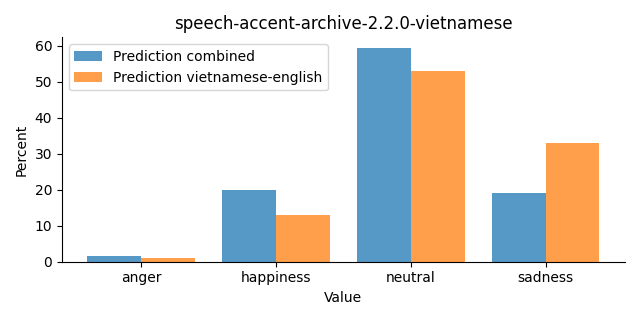 speech-accent-archive-2.2.0-vietnamese
Prediction combined
Prediction vietnamese-english
Percent
60
50
40
30
20
10
0
anger happiness neutral sadness
Value